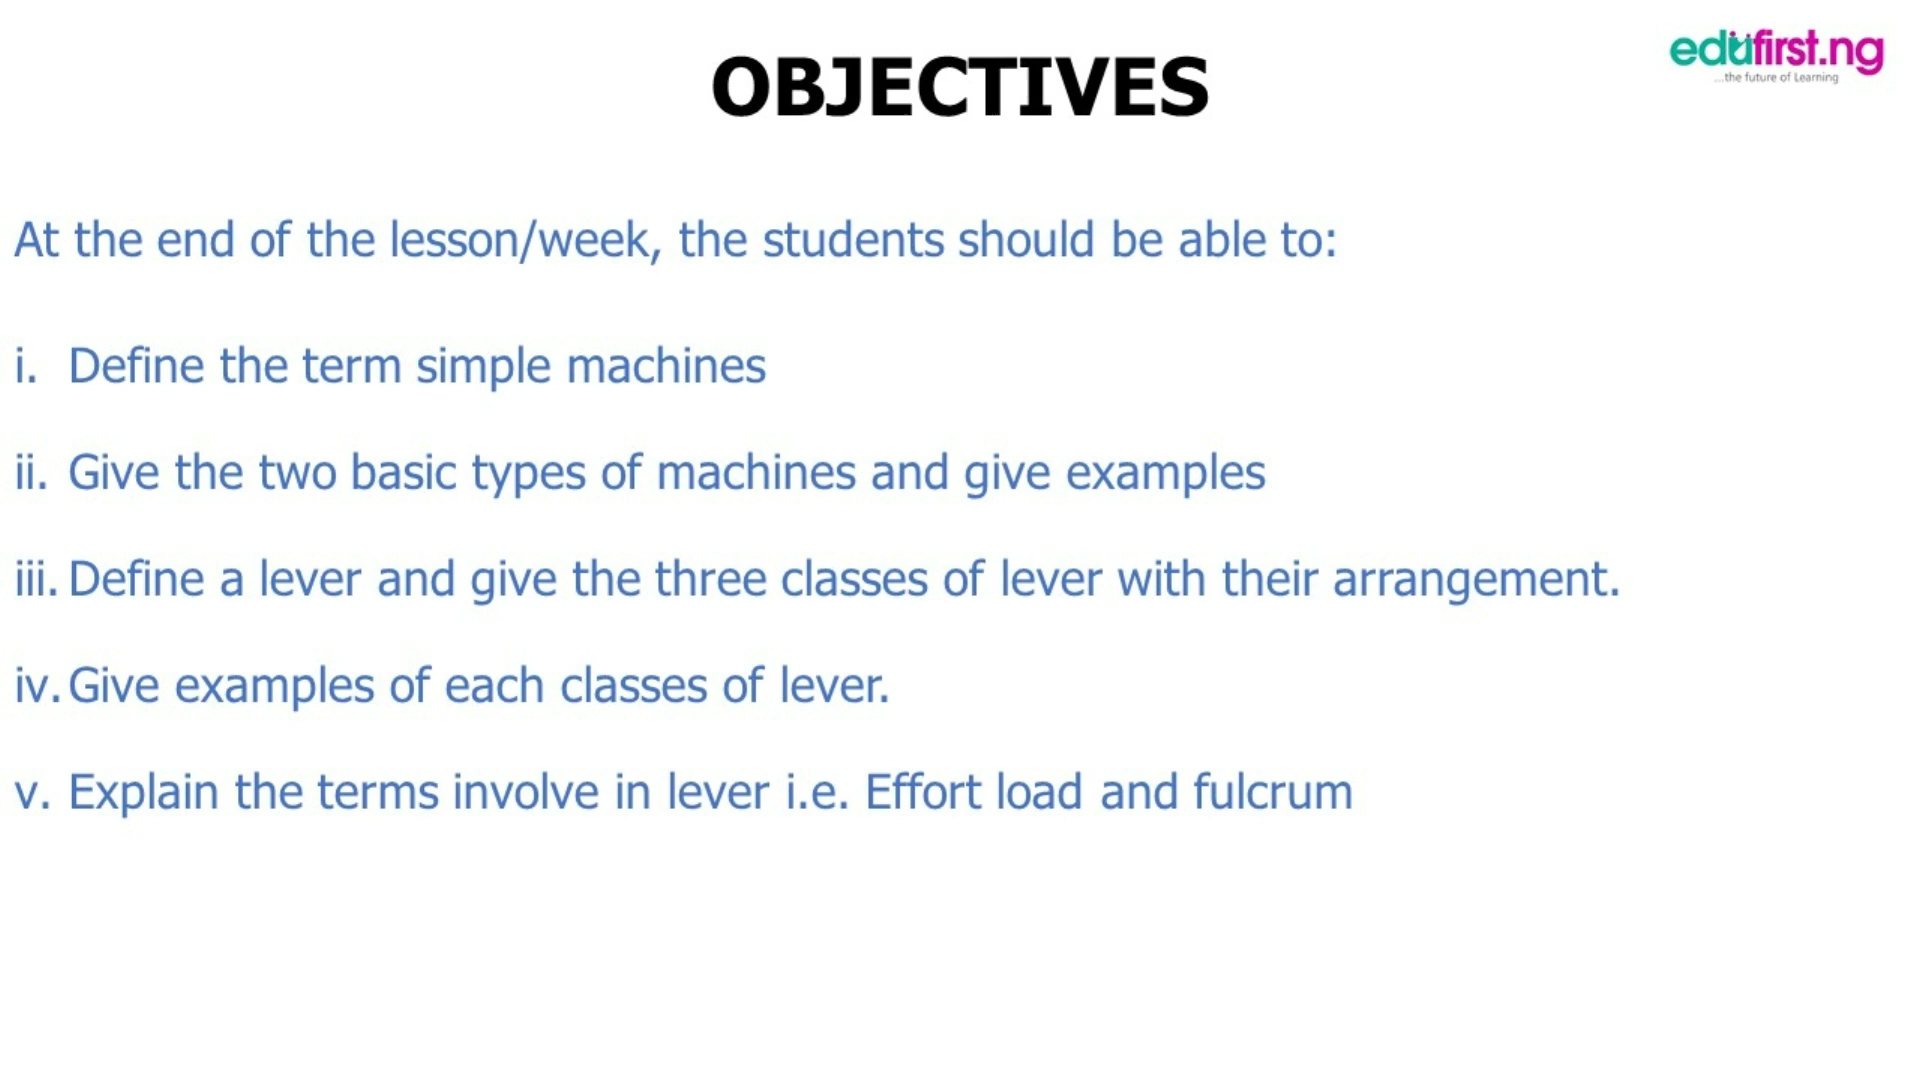 edufirst.ng
...the future of Learning
OBJECTIVES
At the end of the lesson/week, the students should be able to:
i. Define the term simple machines
ii. Give the two basic types of machines and give examples
iii. Define a lever and give the three classes of lever with their arrangement.
iv. Give examples of each classes of lever.
v. Explain the terms involve in lever i.e. Effort load and fulcrum